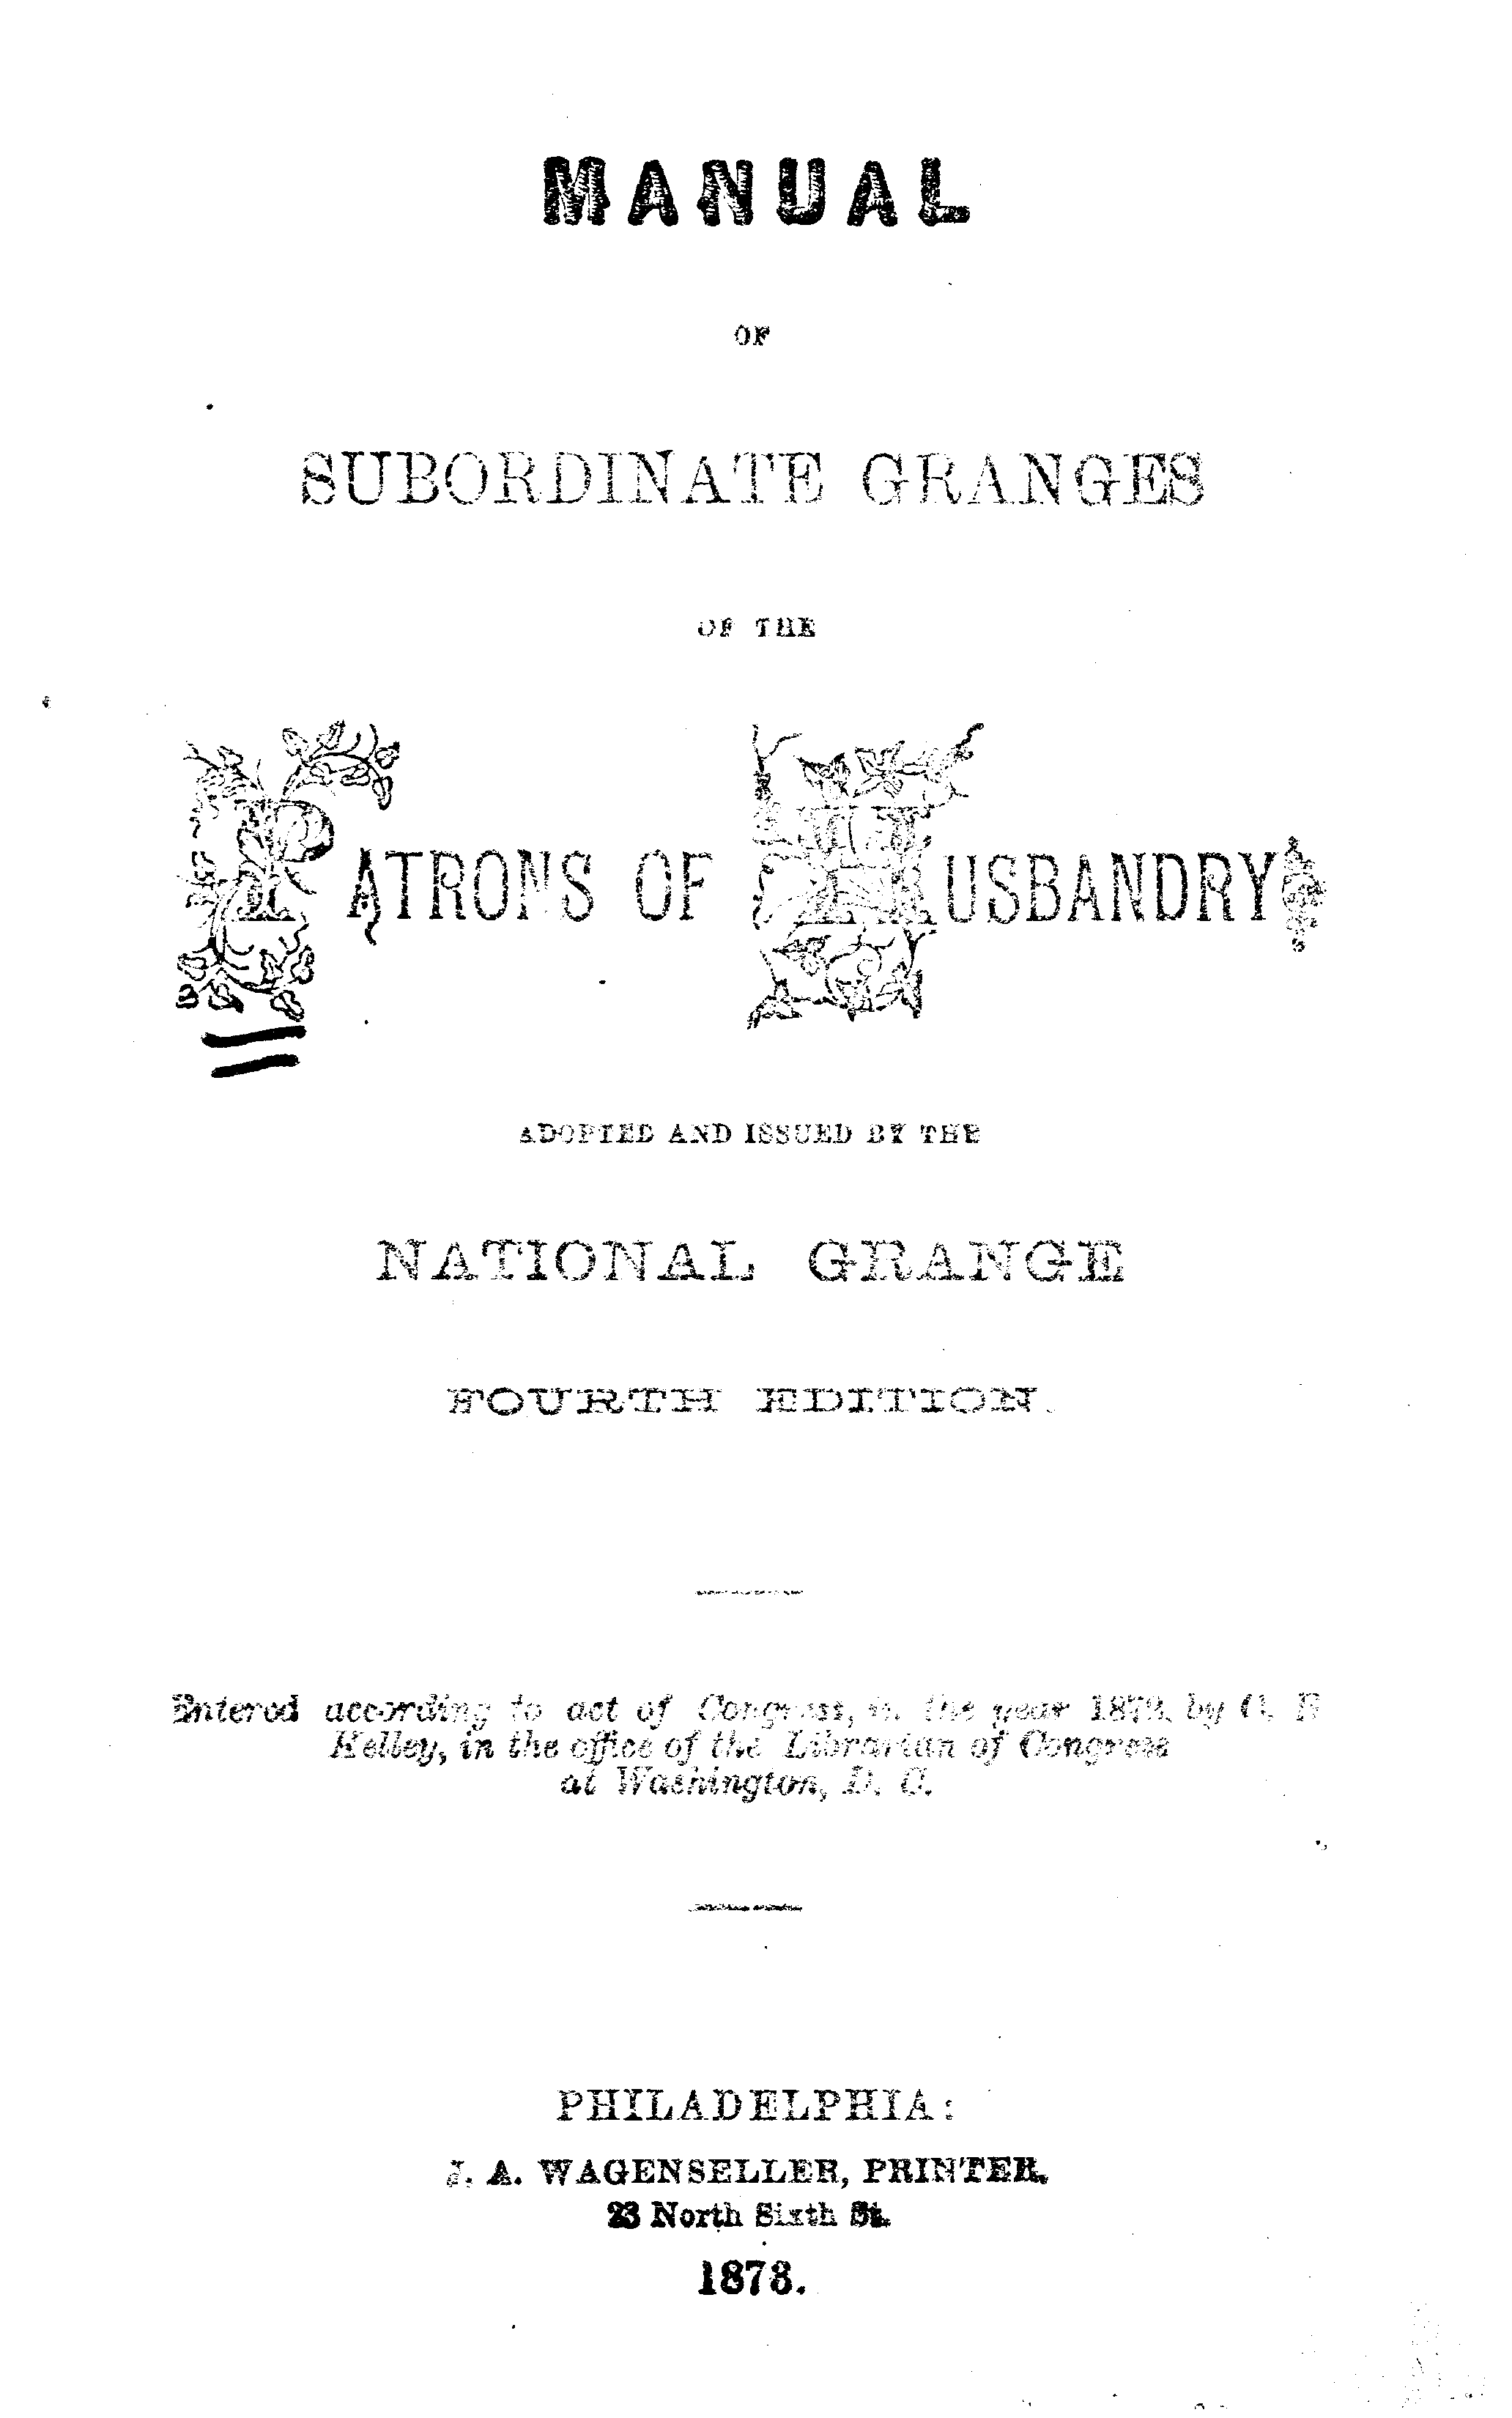 MANUAL
OF
SUBORDINATE GRANGES
OF THE
PATRONS OF HUSBANDRY
ADOPTED AND ISSUED BY THE
NATIONAL GRANGE
FOURTH EDITION.
Entered according to act of Congress, in the year by O. H
Kelley, in the office of the Librarian of Congress
at Washington, D. C.
PHILADELPHIA:
J. A. WAGENSELLER, PRINTER.
23 North Sixth St.
1878.